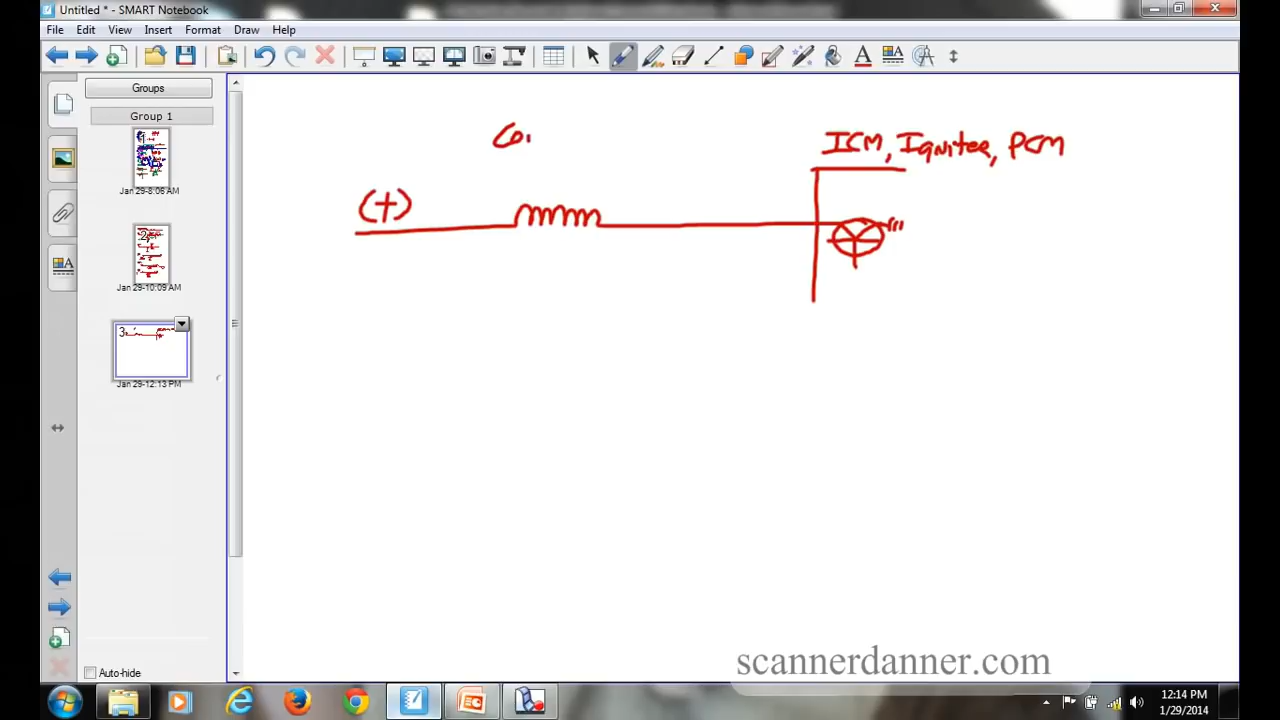 Untitled * - SMART Notebook
File Edit View Insert Format Draw Help
Groups
Group 1
Jan 29-8:06 AM
Jan 29-10:09 AM
3
Jan 29-12:13 PM
Auto-hide
Co
ICM, Igniter, PCM
(+)
scannerdanner.com
12:14 PM
1/29/2014